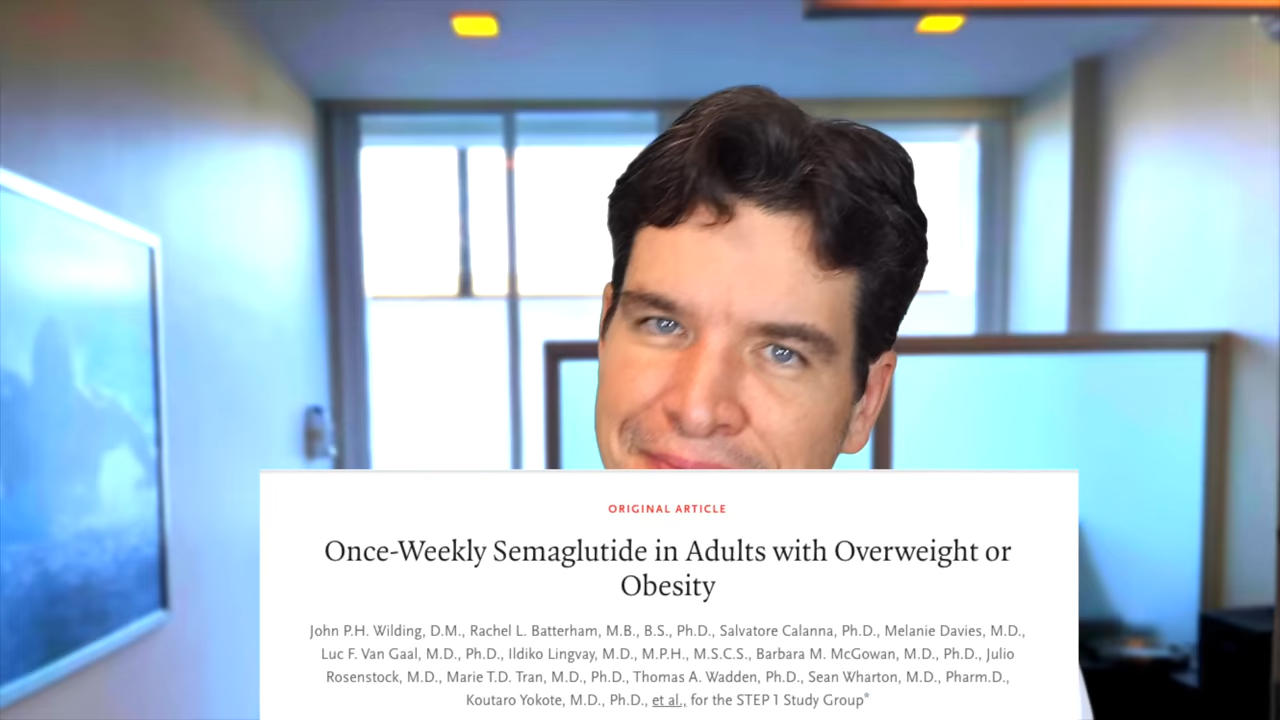 ORIGINAL ARTICLE
Once-Weekly Semaglutide in Adults with Overweight or
Obesity
John P.H. Wilding, D.M., Rachel L. Batterham, M.B., B.S., Ph.D., Salvatore Calanna, Ph.D., Melanie Davies, M.D.,
Luc F. Van Gaal, M.D., Ph.D., Ildiko Lingvay, M.D., M.P.H., M.S.C.S., Barbara M. McGowan, M.D., Ph.D., Julio
Rosenstock, M.D., Marie T.D. Tran, M.D., Ph.D., Thomas A. Wadden, Ph.D., Sean Wharton, M.D., Pharm.D.,
Koutaro Yokote, M.D., Ph.D., et al., for the STEP 1 Study Group*